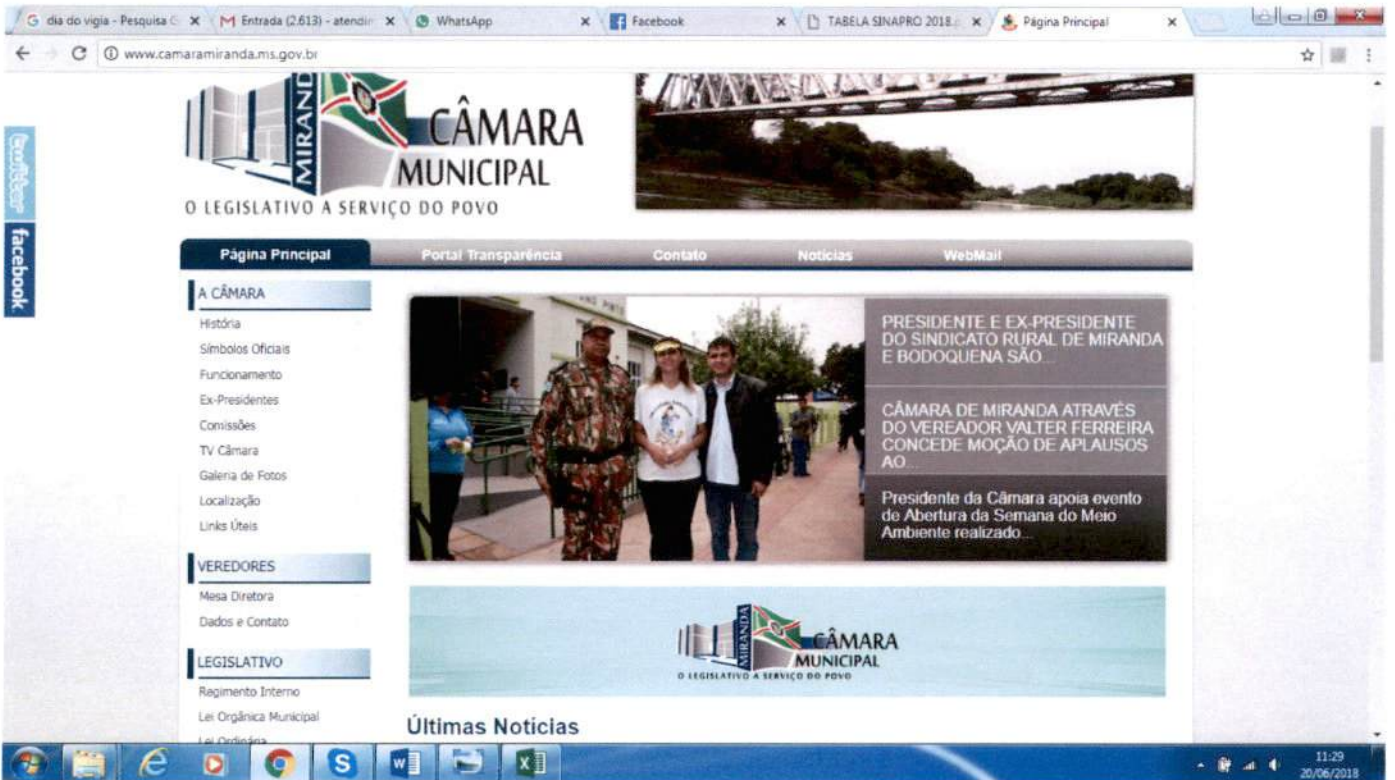 dia do vigia - Pesquisa G
Entrada (2.613) - atendin
WhatsApp
Facebook
TABELA SINAPRO 2018.
Página Principal
www.camaramiranda.ms.gov.br
MIRANDA
CÂMARA
MUNICIPAL
O LEGISLATIVO A SERVIÇO DO POVO
twitter
facebook
Página Principal
Portal Transparência
Contato
Notícias
WebMail
A CÂMARA
História
Símbolos Oficiais
Funcionamento
Ex-Presidentes
Comissões
TV Câmara
Galeria de Fotos
Localização
Links Úteis
VEREDORES
Mesa Diretora
Dados e Contato
LEGISLATIVO
Regimento Interno
Lei Orgânica Municipal
Lei Ordinária
PRESIDENTE E EX-PRESIDENTE
DO SINDICATO RURAL DE MIRANDA
E BODOQUENA SÃO...
CÂMARA DE MIRANDA ATRAVÉS
DO VEREADOR VALTER FERREIRA
CONCEDE MOÇÃO DE APLAUSOS
AO...
Presidente da Câmara apoia evento
de Abertura da Semana do Meio
Ambiente realizado...
MIRANDA
CÂMARA
MUNICIPAL
O LEGISLATIVO A SERVIÇO DO POVO
Últimas Notícias
11:29
20/06/2018